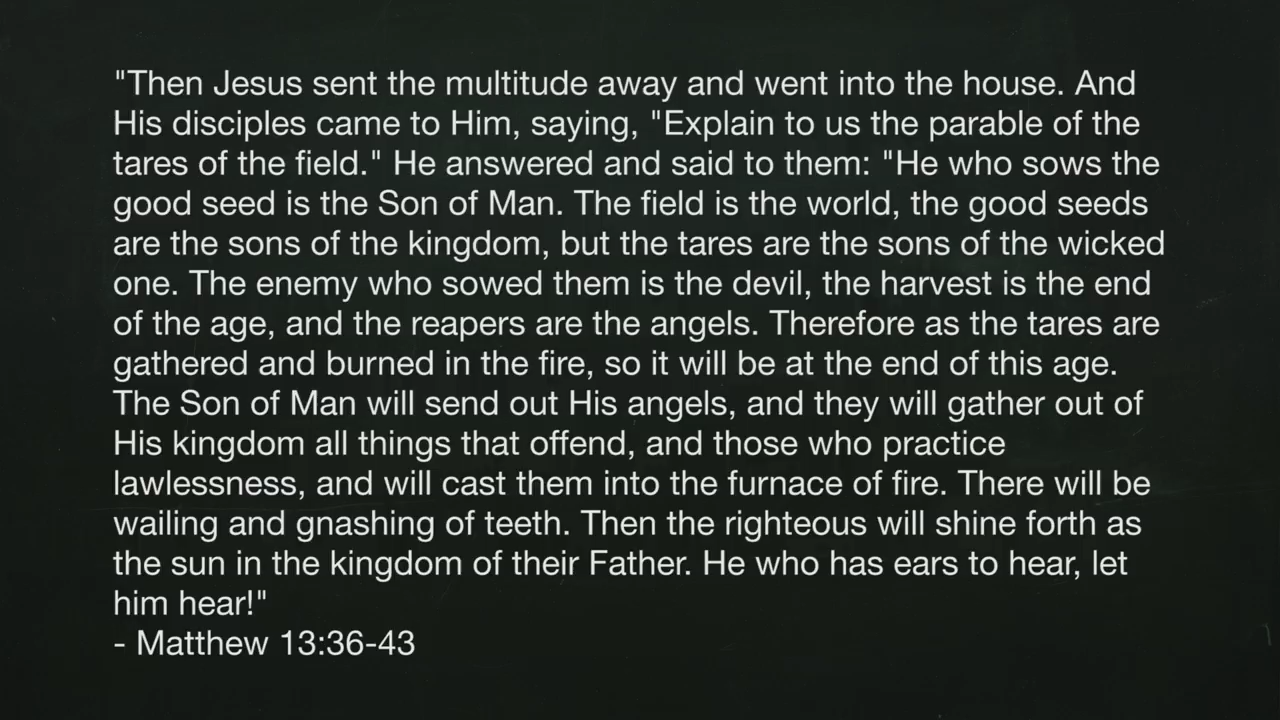 "Then Jesus sent the multitude away and went into the house. And
His disciples came to Him, saying, "Explain to us the parable of the
tares of the field." He answered and said to them: "He who sows the
good seed is the Son of Man. The field is the world, the good seeds
are the sons of the kingdom, but the tares are the sons of the wicked
one. The enemy who sowed them is the devil, the harvest is the end
of the age, and the reapers are the angels. Therefore as the tares are
gathered and burned in the fire, so it will be at the end of this age.
The Son of Man will send out His angels, and they will gather out of
His kingdom all things that offend, and those who practice
lawlessness, and will cast them into the furnace of fire. There will be
wailing and gnashing of teeth. Then the righteous will shine forth as
the sun in the kingdom of their Father. He who has ears to hear, let
him hear!"
- Matthew 13:36-43